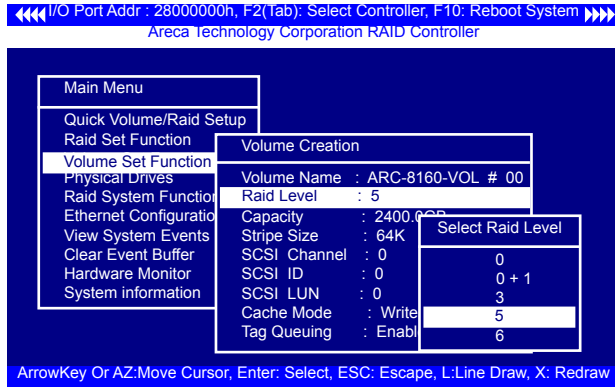 I/O Port Addr : 28000000h, F2(Tab): Select Controller, F10: Reboot System
Areca Technology Corporation RAID Controller
Main Menu
Quick Volume/Raid Setup
Raid Set Function
Volume Set Function
Physical Drives
Raid System Function
Ethernet Configuratio
View System Events
Clear Event Buffer
Hardware Monitor
System information
Volume Creation
Volume Name : ARC-8160-VOL # 00
Raid Level : 5
Capacity : 2400.0GB
Stripe Size : 64K
SCSI Channel : 0
SCSI ID : 0
SCSI LUN : 0
Cache Mode : Write
Tag Queuing : Enabl
Select Raid Level
0
0 + 1
3
5
6
ArrowKey Or AZ:Move Cursor, Enter: Select, ESC: Escape, L:Line Draw, X: Redraw